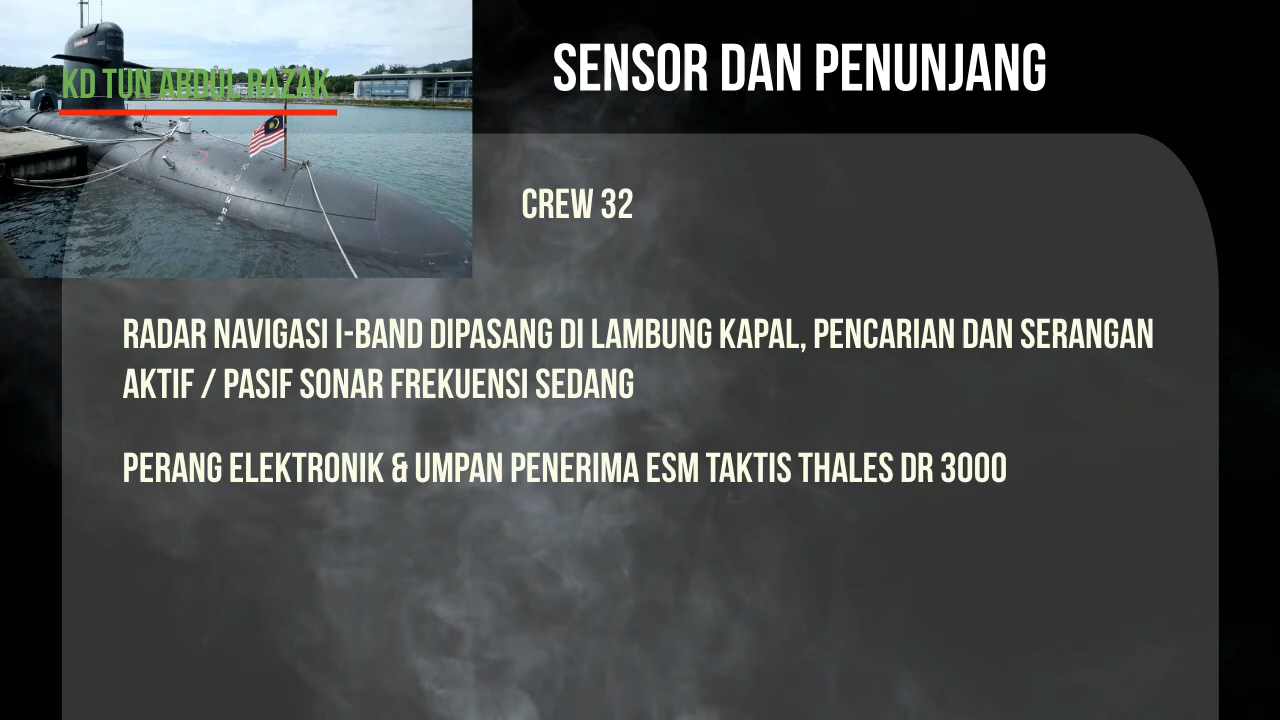 SENSOR DAN PENUNJANG
KD TUN ABDUL RAZAK
CREW 32
RADAR NAVIGASI I-BAND DIPASANG DI LAMBUNG KAPAL, PENCARIAN DAN SERANGAN
AKTIF / PASIF SONAR FREKUENSI SEDANG
PERANG ELEKTRONIK & UMPAN PENERIMA ESM TAKTIS THALES DR 3000